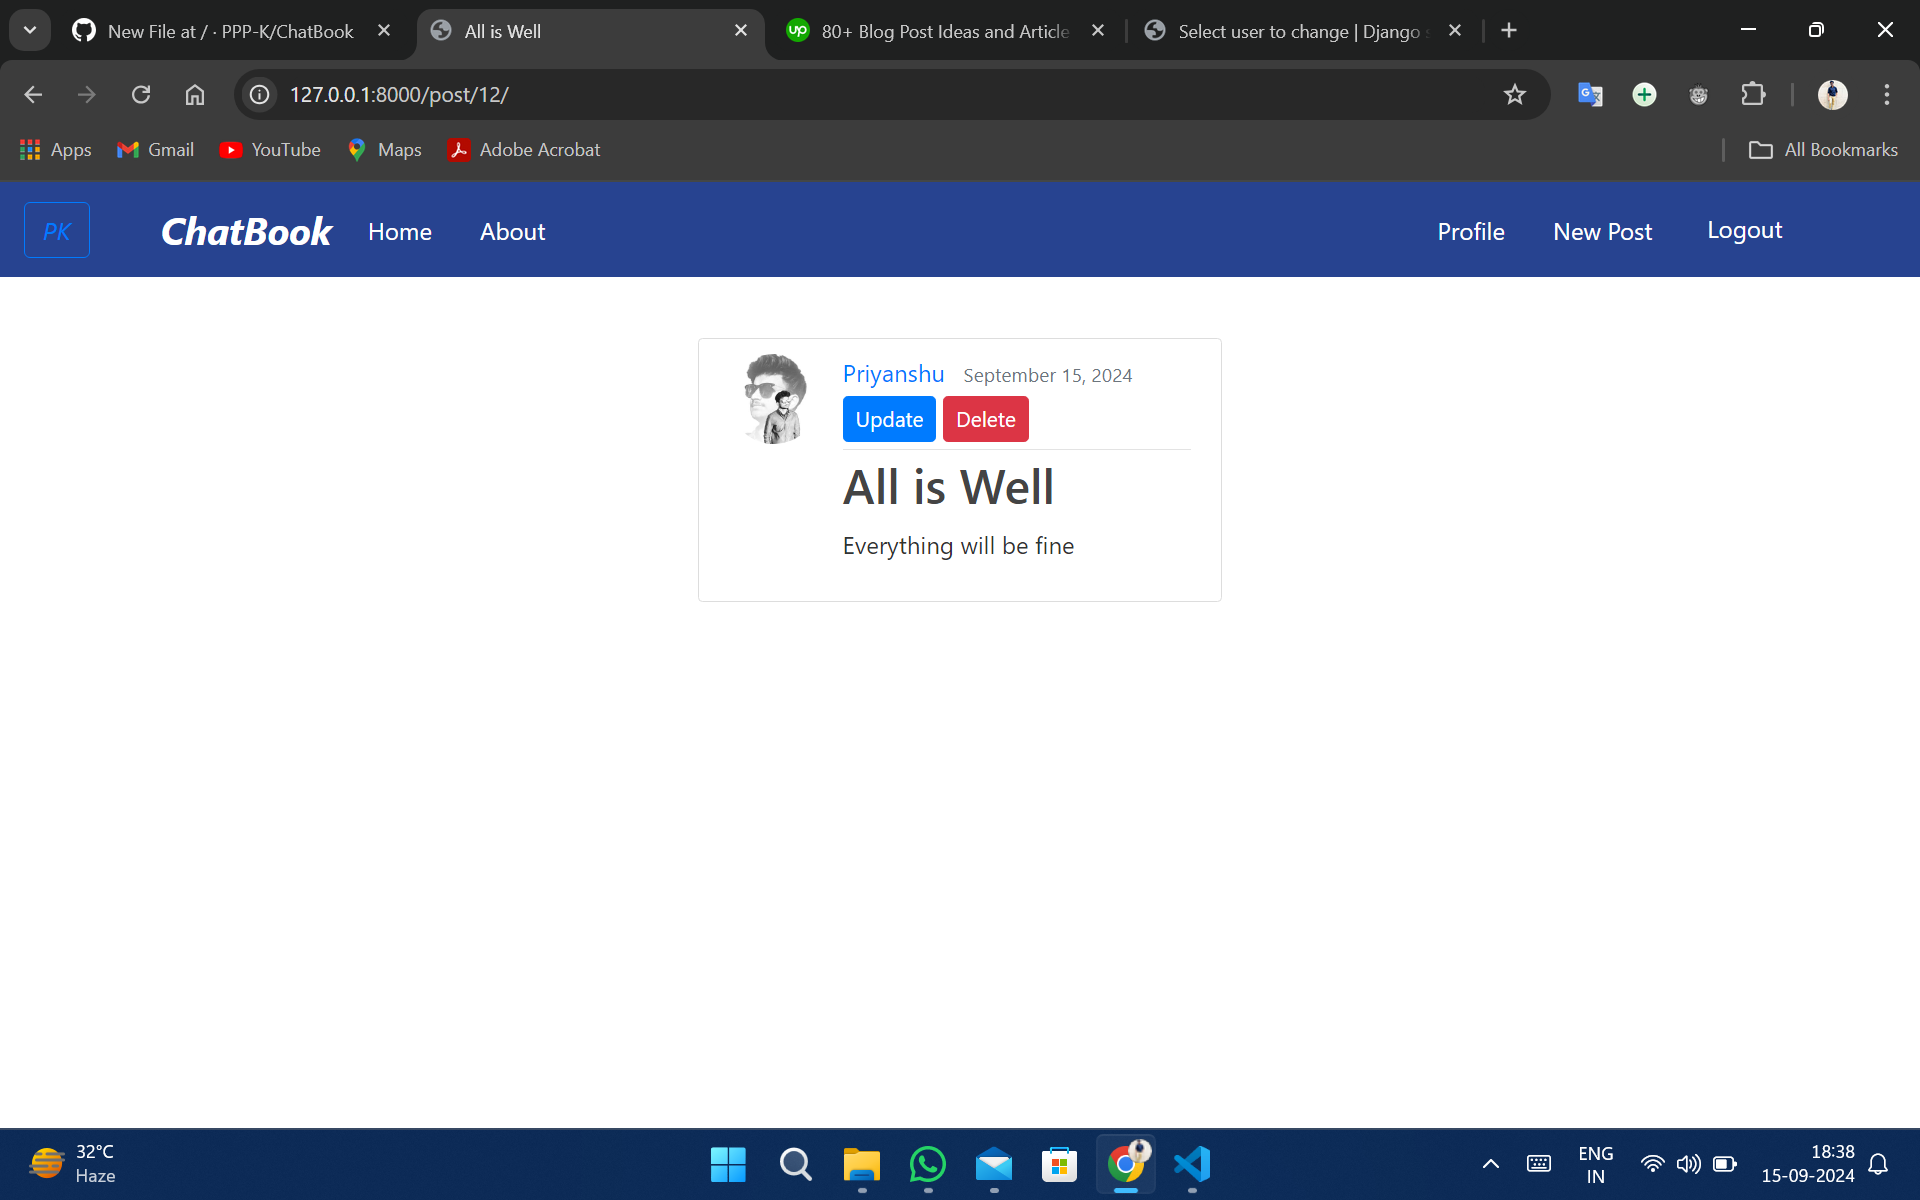 New File at / · PPP-K/ChatBook
All is Well
up 80+ Blog Post Ideas and Article
Select user to change | Django
127.0.0.1:8000/post/12/
Apps Gmail YouTube Maps Adobe Acrobat All Bookmarks
PK ChatBook Home About Profile New Post Logout
Priyanshu September 15, 2024
Update Delete
All is Well
Everything will be fine
32°C
Haze
ENG
IN
18:38
15-09-2024